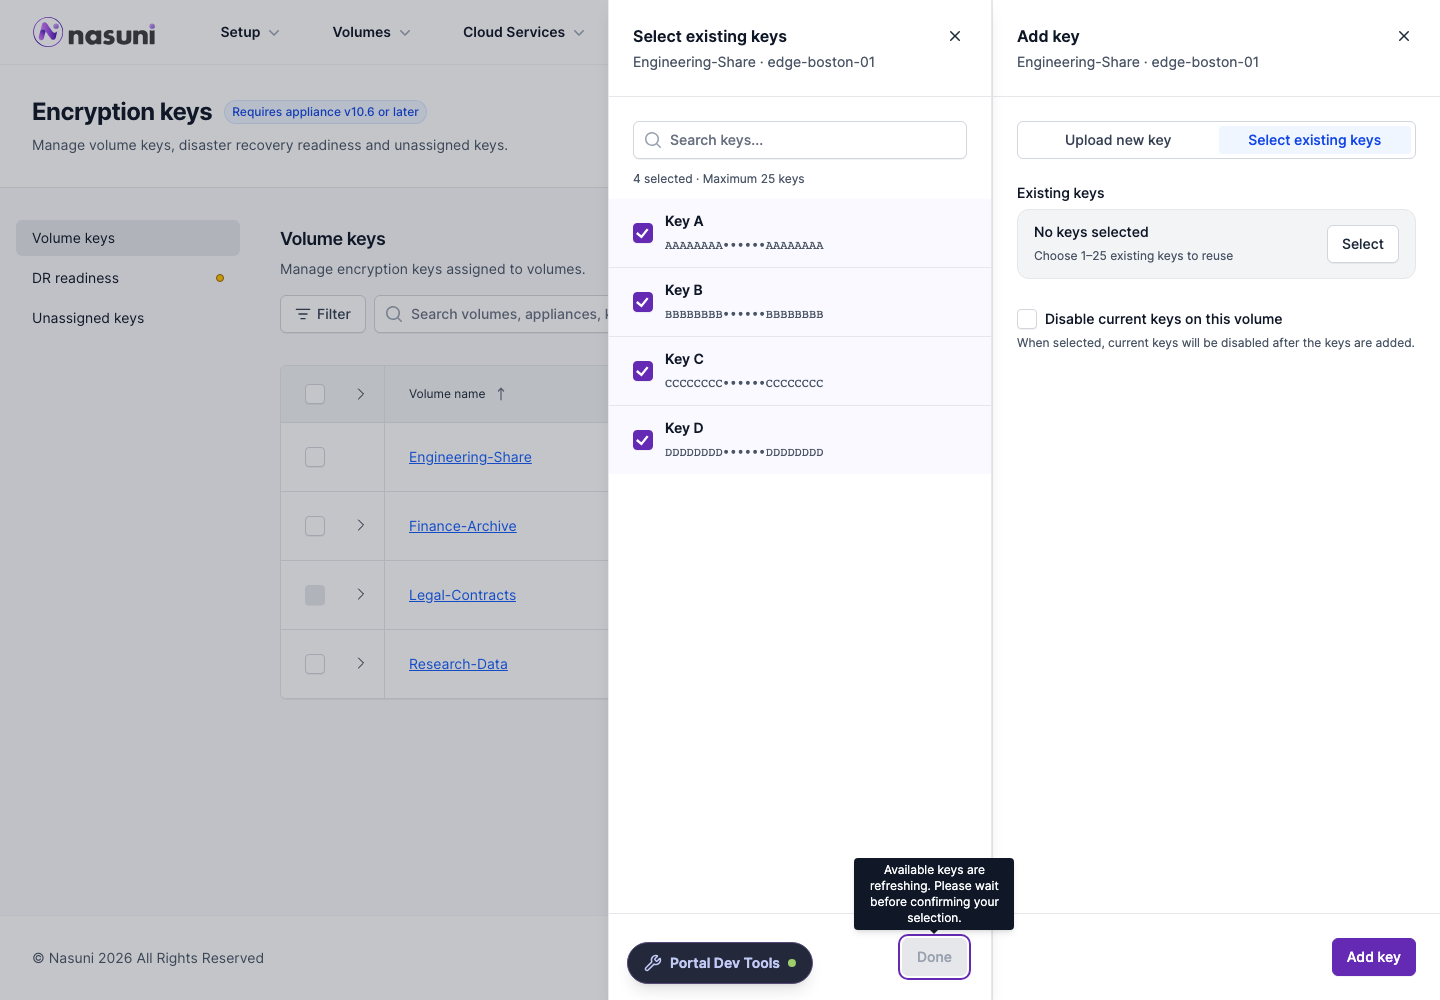 nasuni
Setup
Volumes
Cloud Services
Encryption keys
Requires appliance v10.6 or later
Manage volume keys, disaster recovery readiness and unassigned keys.
Volume keys
DR readiness
Unassigned keys
Volume keys
Manage encryption keys assigned to volumes.
Filter
Search volumes, appliances,
Volume name
Engineering-Share
Finance-Archive
Legal-Contracts
Research-Data
© Nasuni 2026 All Rights Reserved
Select existing keys
Engineering-Share · edge-boston-01
Search keys...
4 selected · Maximum 25 keys
Key A
AAAAAAAA••••••AAAAAAAA
Key B
BBBBBBBB••••••BBBBBBBB
Key C
CCCCCCCC••••••CCCCCCCC
Key D
DDDDDDDD••••••DDDDDDDD
Available keys are
refreshing. Please wait
before confirming your
selection.
Portal Dev Tools
Done
Add key
Engineering-Share · edge-boston-01
Upload new key
Select existing keys
Existing keys
No keys selected
Choose 1–25 existing keys to reuse
Select
Disable current keys on this volume
When selected, current keys will be disabled after the keys are added.
Add key